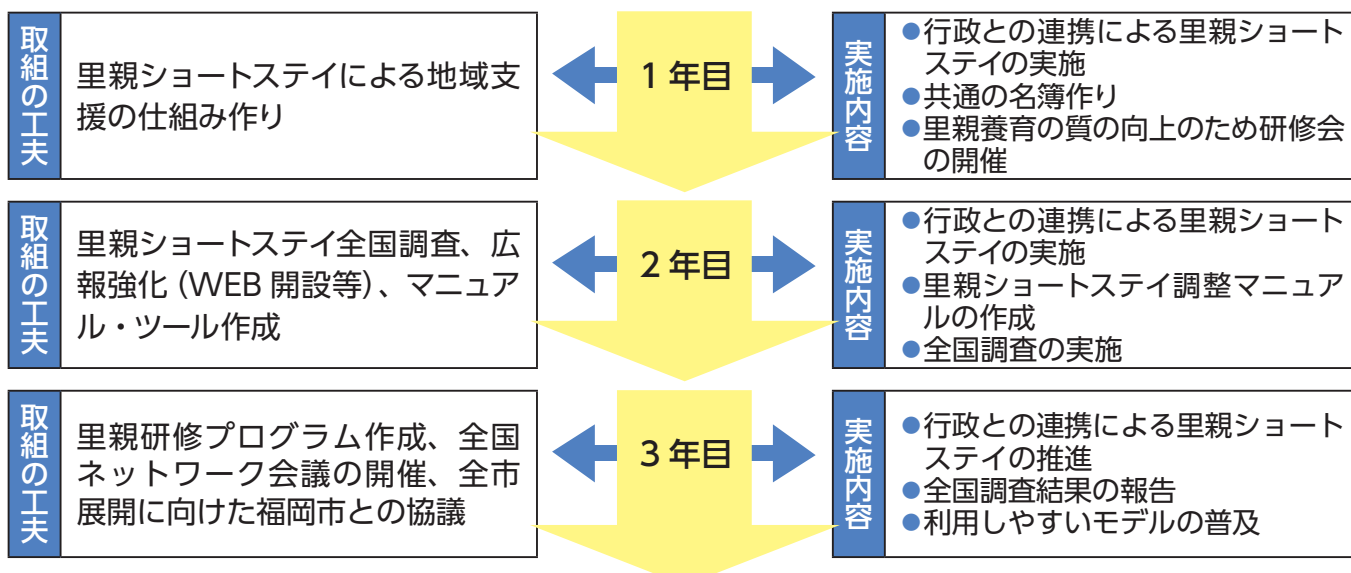 取組の工夫
里親ショートステイによる地域支
援の仕組み作り
1年目
実施内容
●行政との連携による里親ショート
ステイの実施
●共通の名簿作り
●里親養育の質の向上のため研修会
の開催
取組の工夫
里親ショートステイ全国調査、広
報強化（WEB 開設等）、マニュア
ル・ツール作成
2年目
実施内容
●行政との連携による里親ショート
ステイの実施
●里親ショートステイ調整マニュア
ルの作成
●全国調査の実施
取組の工夫
里親研修プログラム作成、全国
ネットワーク会議の開催、全市
展開に向けた福岡市との協議
3年目
実施内容
●行政との連携による里親ショート
ステイの推進
●全国調査結果の報告
●利用しやすいモデルの普及